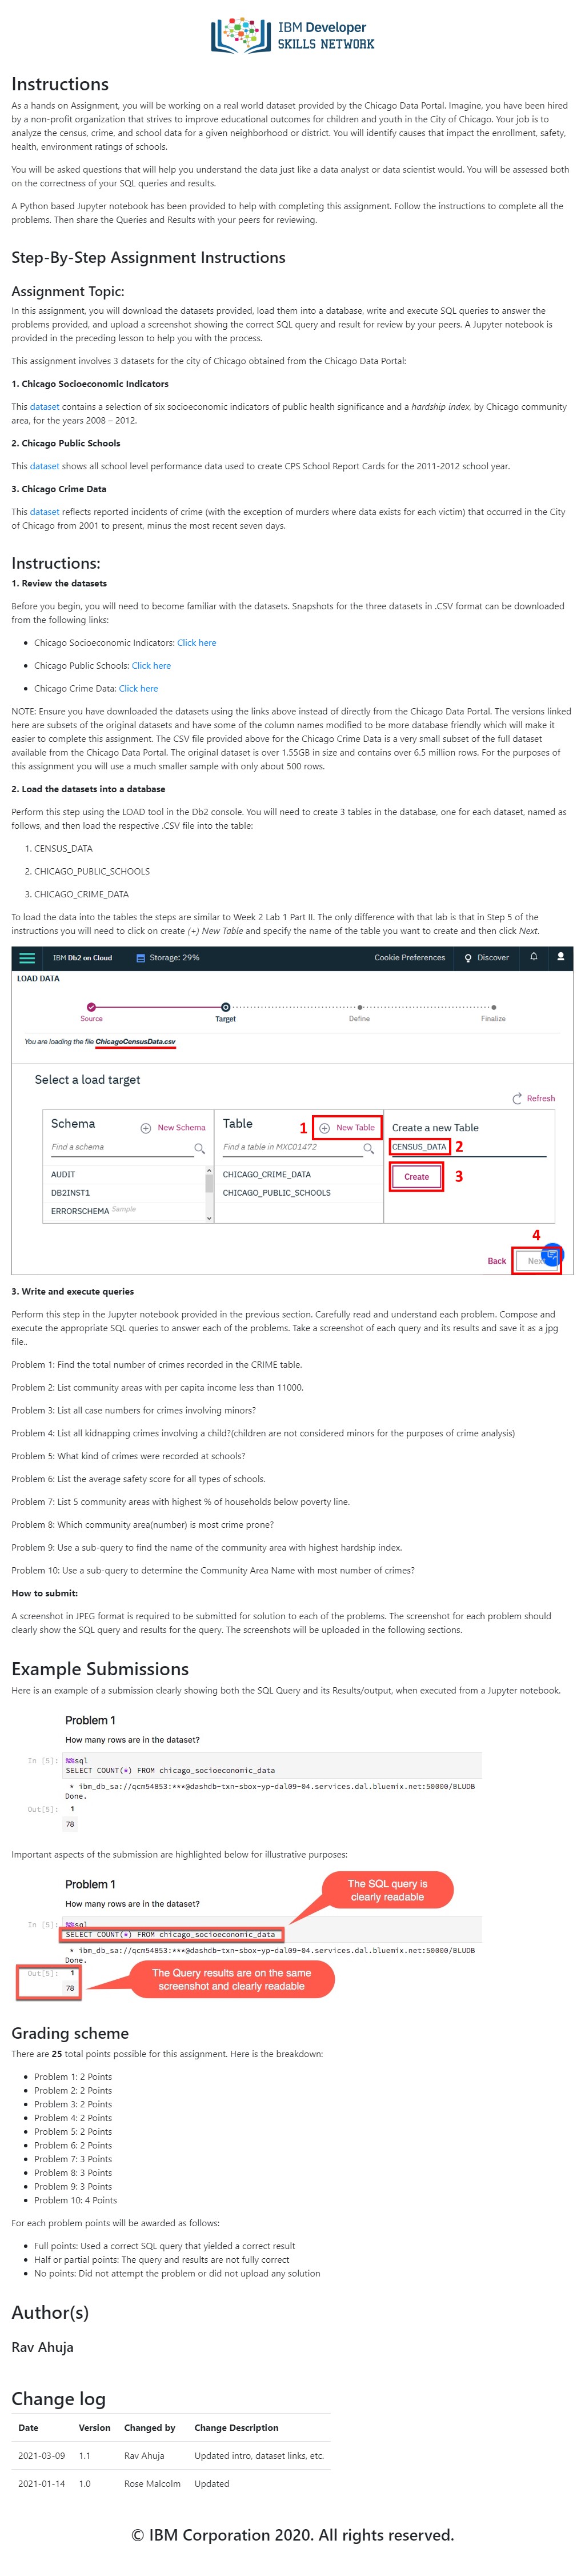 IBM Developer
SKILLS NETWORK
Instructions
As a hands on Assignment, you will be working on a real world dataset provided by the Chicago Data Portal. Imagine, you have been hired
by a non-profit organization that strives to improve educational outcomes for children and youth in the City of Chicago. Your job is to
analyze the census, crime, and school data for a given neighborhood or district. You will identify causes that impact the enrollment, safety,
health, environment ratings of schools.
You will be asked questions that will help you understand the data just like a data analyst or data scientist would. You will be assessed both
on the correctness of your SQL queries and results.
A Python based Jupyter notebook has been provided to help with completing this assignment. Follow the instructions to complete all the
problems. Then share the Queries and Results with your peers for reviewing.
Step-By-Step Assignment Instructions
Assignment Topic:
In this assignment, you will download the datasets provided, load them into a database, write and execute SQL queries to answer the
problems provided, and upload a screenshot showing the correct SQL query and result for review by your peers. A Jupyter notebook is
provided in the preceding lesson to help you with the process.
This assignment involves 3 datasets for the city of Chicago obtained from the Chicago Data Portal:
1. Chicago Socioeconomic Indicators
This dataset contains a selection of six socioeconomic indicators of public health significance and a hardship index, by Chicago community
area, for the years 2008 – 2012.
2. Chicago Public Schools
This dataset shows all school level performance data used to create CPS School Report Cards for the 2011-2012 school year.
3. Chicago Crime Data
This dataset reflects reported incidents of crime (with the exception of murders where data exists for each victim) that occurred in the City
of Chicago from 2001 to present, minus the most recent seven days.
Instructions:
1. Review the datasets
Before you begin, you will need to become familiar with the datasets. Snapshots for the three datasets in .CSV format can be downloaded
from the following links:
• Chicago Socioeconomic Indicators: Click here
• Chicago Public Schools: Click here
• Chicago Crime Data: Click here
NOTE: Ensure you have downloaded the datasets using the links above instead of directly from the Chicago Data Portal. The versions linked
here are subsets of the original datasets and have some of the column names modified to be more database friendly which will make it
easier to complete this assignment. The CSV file provided above for the Chicago Crime Data is a very small subset of the full dataset
available from the Chicago Data Portal. The original dataset is over 1.55GB in size and contains over 6.5 million rows. For the purposes of
this assignment you will use a much smaller sample with only about 500 rows.
2. Load the datasets into a database
Perform this step using the LOAD tool in the Db2 console. You will need to create 3 tables in the database, one for each dataset, named as
follows, and then load the respective .CSV file into the table:
1. CENSUS_DATA
2. CHICAGO_PUBLIC_SCHOOLS
3. CHICAGO_CRIME_DATA
To load the data into the tables the steps are similar to Week 2 Lab 1 Part II. The only difference with that lab is that in Step 5 of the
instructions you will need to click on create (+) New Table and specify the name of the table you want to create and then click Next.
IBM Db2 on Cloud Storage: 29% Cookie Preferences Discover
LOAD DATA
Source Target Define Finalize
You are loading the file ChicagoCensusData.csv
Select a load target
Refresh
Schema New Schema Table 1 New Table Create a new Table
Find a schema Find a table in MXC01472 CENSUS_DATA 2
AUDIT CHICAGO_CRIME_DATA Create 3
DB2INST1 CHICAGO_PUBLIC_SCHOOLS
ERRORSCHEMA Sample
4
Back Nex
3. Write and execute queries
Perform this step in the Jupyter notebook provided in the previous section. Carefully read and understand each problem. Compose and
execute the appropriate SQL queries to answer each of the problems. Take a screenshot of each query and its results and save it as a jpg
file..
Problem 1: Find the total number of crimes recorded in the CRIME table.
Problem 2: List community areas with per capita income less than 11000.
Problem 3: List all case numbers for crimes involving minors?
Problem 4: List all kidnapping crimes involving a child?(children are not considered minors for the purposes of crime analysis)
Problem 5: What kind of crimes were recorded at schools?
Problem 6: List the average safety score for all types of schools.
Problem 7: List 5 community areas with highest % of households below poverty line.
Problem 8: Which community area(number) is most crime prone?
Problem 9: Use a sub-query to find the name of the community area with highest hardship index.
Problem 10: Use a sub-query to determine the Community Area Name with most number of crimes?
How to submit:
A screenshot in JPEG format is required to be submitted for solution to each of the problems. The screenshot for each problem should
clearly show the SQL query and results for the query. The screenshots will be uploaded in the following sections.
Example Submissions
Here is an example of a submission clearly showing both the SQL Query and its Results/output, when executed from a Jupyter notebook.
Problem 1
How many rows are in the dataset?
In [5]: %%sql
SELECT COUNT(*) FROM chicago_socioeconomic_data
* ibm_db_sa://qcm54853:***@dashdb-txn-sbox-yp-dal09-04.services.dal.bluemix.net:50000/BLUDB
Done.
Out[5]: 1
78
Important aspects of the submission are highlighted below for illustrative purposes:
Problem 1
The SQL query is
clearly readable
How many rows are in the dataset?
In [5]: %%sql
SELECT COUNT(*) FROM chicago_socioeconomic_data
* ibm_db_sa://qcm54853:***@dashdb-txn-sbox-yp-dal09-04.services.dal.bluemix.net:50000/BLUDB
Done.
Out[5]: 1
78
The Query results are on the same
screenshot and clearly readable
Grading scheme
There are 25 total points possible for this assignment. Here is the breakdown:
• Problem 1: 2 Points
• Problem 2: 2 Points
• Problem 3: 2 Points
• Problem 4: 2 Points
• Problem 5: 2 Points
• Problem 6: 2 Points
• Problem 7: 3 Points
• Problem 8: 3 Points
• Problem 9: 3 Points
• Problem 10: 4 Points
For each problem points will be awarded as follows:
• Full points: Used a correct SQL query that yielded a correct result
• Half or partial points: The query and results are not fully correct
• No points: Did not attempt the problem or did not upload any solution
Author(s)
Rav Ahuja
Change log
Date Version Changed by Change Description
2021-03-09 1.1 Rav Ahuja Updated intro, dataset links, etc.
2021-01-14 1.0 Rose Malcolm Updated
© IBM Corporation 2020. All rights reserved.